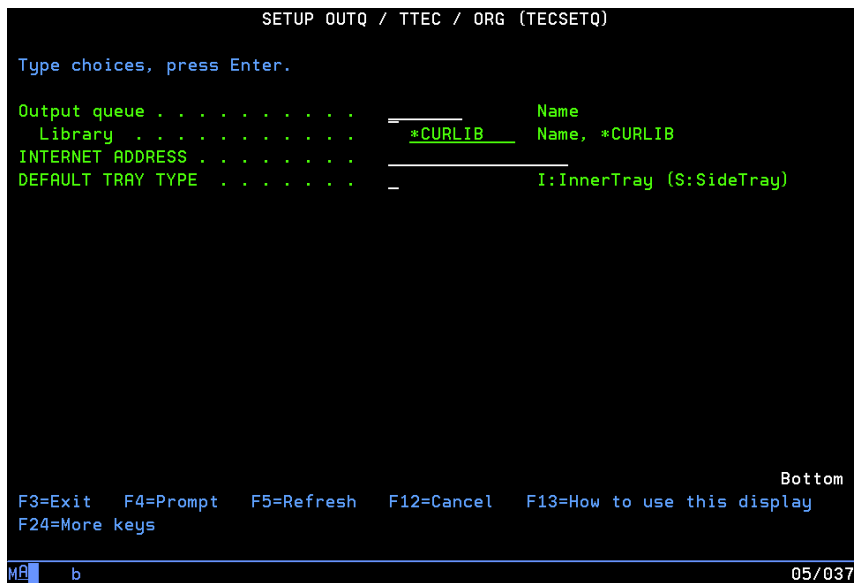 SETUP OUTQ / TTEC / ORG (TECSETQ)
Type choices, press Enter.
Output queue . . . . . . . . . . Name
Library . . . . . . . . . . . *CURLIB Name, *CURLIB
INTERNET ADDRESS . . . . . . . .
DEFAULT TRAY TYPE . . . . . . . I:InnerTray (S:SideTray)
Bottom
F3=Exit F4=Prompt F5=Refresh F12=Cancel F13=How to use this display
F24=More keys
MA b 05/037